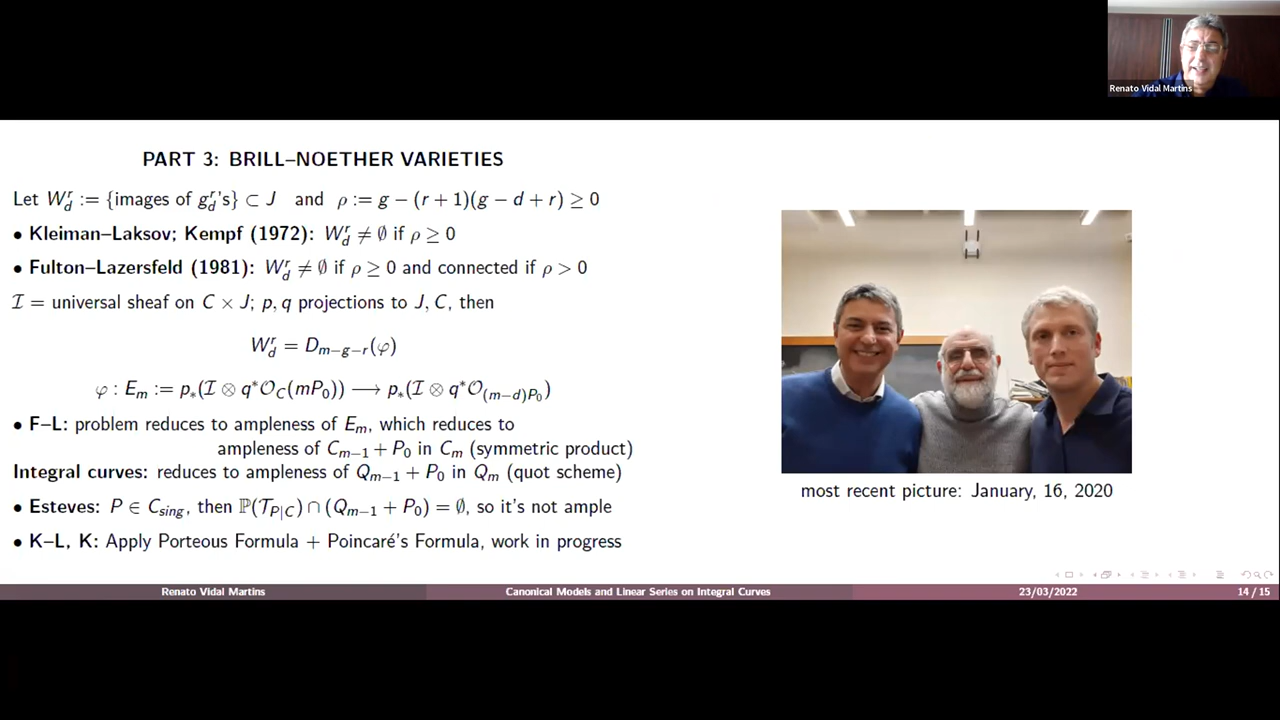 Renato Vidal Martins
PART 3: BRILL–NOETHER VARIETIES
Let W^r_d := {images of g^r_d's} ⊂ J and ρ := g − (r + 1)(g − d + r) ≥ 0
• Kleiman–Laksov; Kempf (1972): W^r_d ≠ ∅ if ρ ≥ 0
• Fulton–Lazersfeld (1981): W^r_d ≠ ∅ if ρ ≥ 0 and connected if ρ > 0
I = universal sheaf on C × J; p, q projections to J, C, then
W^r_d = D_{m−g−r}(φ)
φ : E_m := p_*(I ⊗ q^*O_C(mP_0)) ⟶ p_*(I ⊗ q^*O_{(m−d)P_0})
• F–L: problem reduces to ampleness of E_m, which reduces to
ampleness of C_{m−1} + P_0 in C_m (symmetric product)
Integral curves: reduces to ampleness of Q_{m−1} + P_0 in Q_m (quot scheme)
• Esteves: P ∈ C_{sing}, then ℙ(T_{P|C}) ∩ (Q_{m−1} + P_0) = ∅, so it's not ample
• K–L, K: Apply Porteous Formula + Poincaré's Formula, work in progress
most recent picture: January, 16, 2020
Renato Vidal Martins
Canonical Models and Linear Series on Integral Curves
23/03/2022
14 / 15